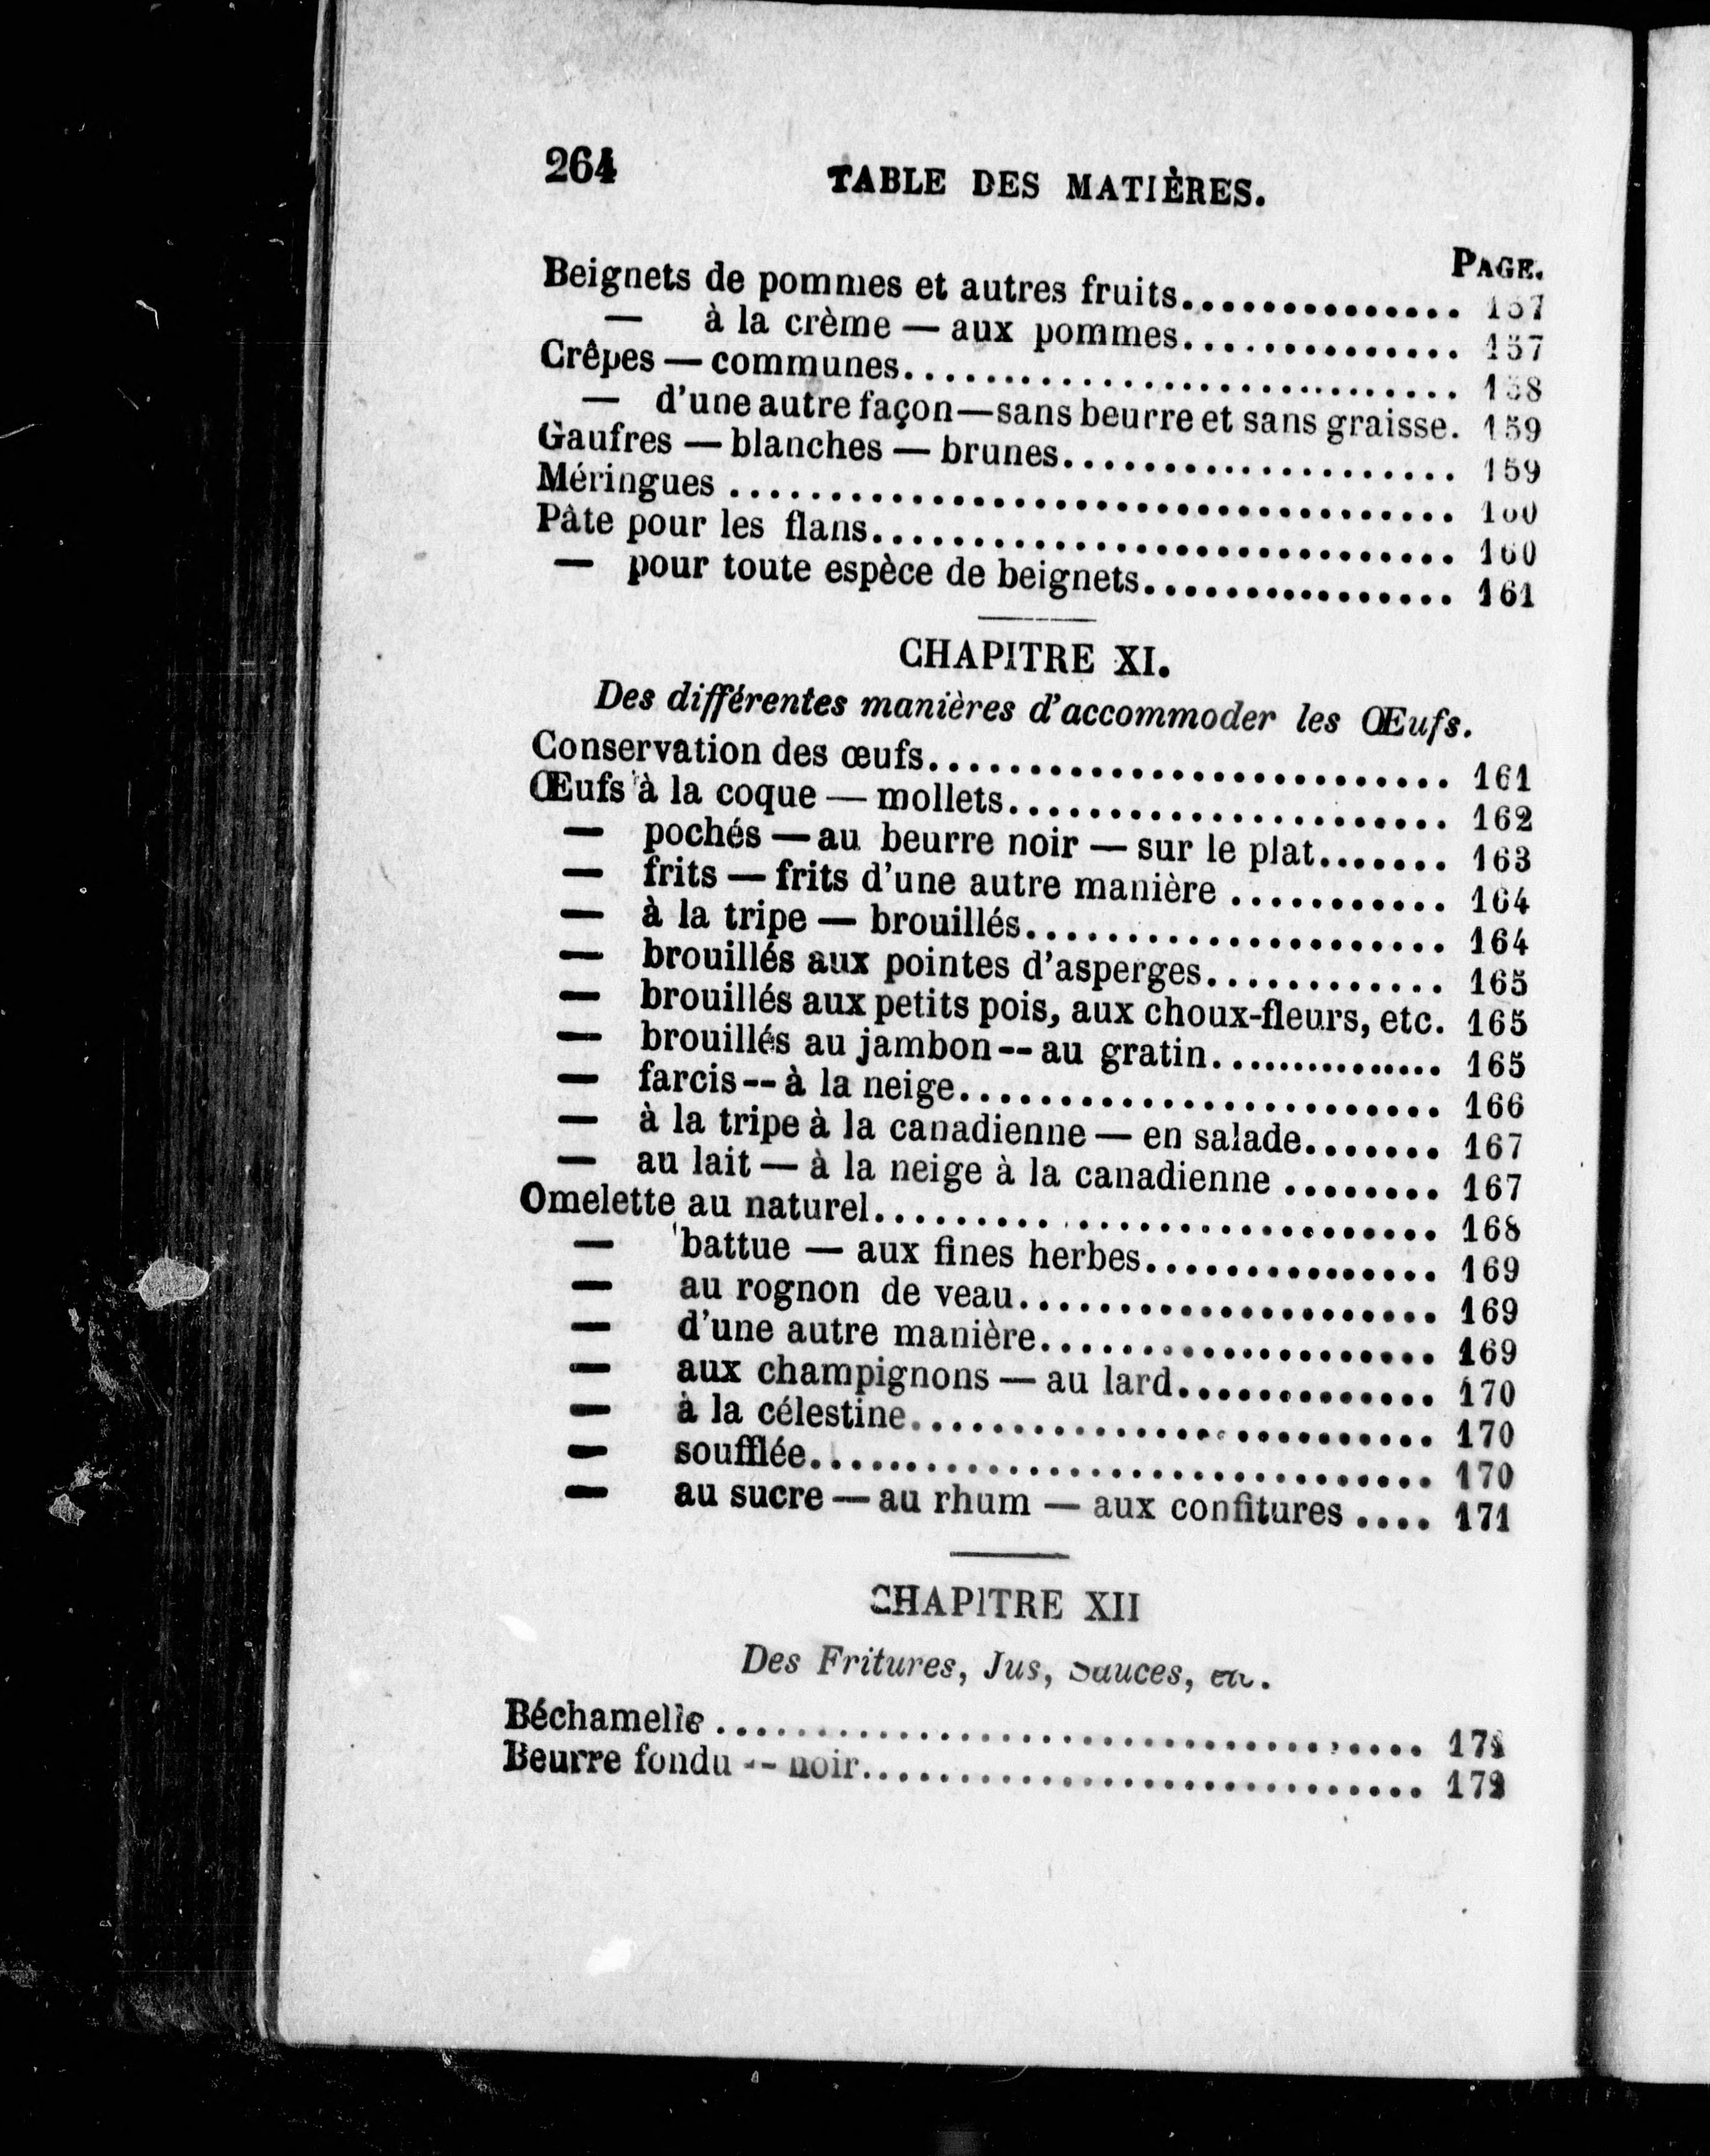 264
TABLE DES MATIÈRES.
PAGE.
Beignets de pommes et autres fruits............... 157
— à la crème — aux pommes.............. 157
Crêpes — communes............................ 158
— d'une autre façon—sans beurre et sans graisse. 159
Gaufres — blanches — brunes.................... 159
Méringues .................................... 160
Pâte pour les flans............................. 160
— pour toute espèce de beignets................ 161
CHAPITRE XI.
Des différentes manières d'accommoder les Œufs.
Conservation des œufs.......................... 161
Œufs à la coque — mollets...................... 162
— pochés — au beurre noir — sur le plat....... 163
— frits — frits d'une autre manière ........... 164
— à la tripe — brouillés..................... 164
— brouillés aux pointes d'asperges............ 165
— brouillés aux petits pois, aux choux-fleurs, etc. 165
— brouillés au jambon -- au gratin............... 165
— farcis -- à la neige........................ 166
— à la tripe à la canadienne — en salade....... 167
— au lait — à la neige à la canadienne ........ 167
Omelette au naturel............................ 168
— battue — aux fines herbes............... 169
— au rognon de veau..................... 169
— d'une autre manière.................... 169
— aux champignons — au lard............. 170
— à la célestine.......................... 170
— soufflée............................... 170
— au sucre — au rhum — aux confitures .... 171
CHAPITRE XII
Des Fritures, Jus, Sauces, etc.
Béchamelle ....................................
Beurre fondu -- noir............................